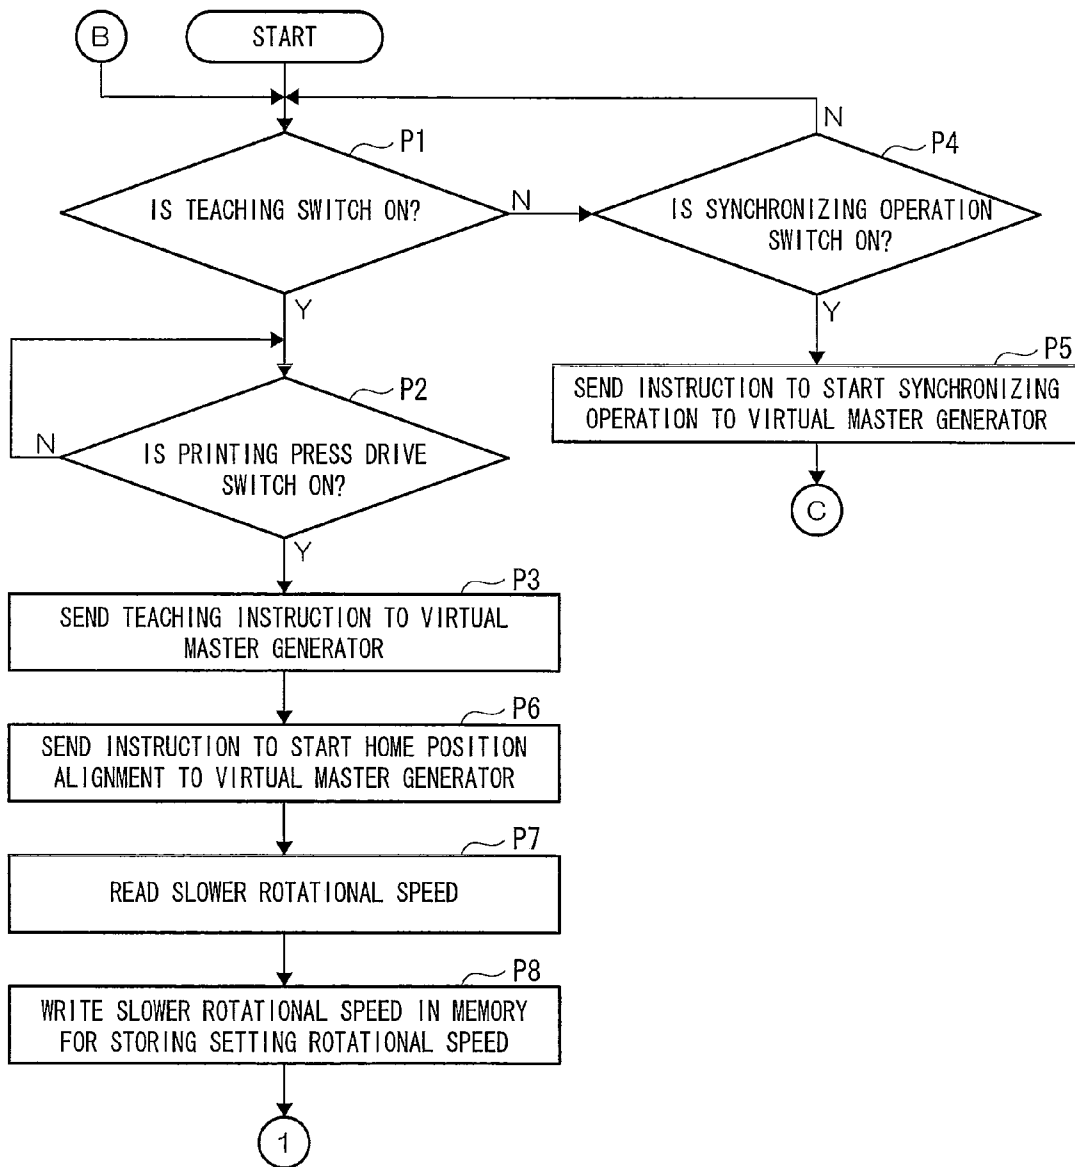 B
START
P1
IS TEACHING SWITCH ON?
N
Y
N
P4
IS SYNCHRONIZING OPERATION
SWITCH ON?
Y
P5
SEND INSTRUCTION TO START SYNCHRONIZING
OPERATION TO VIRTUAL MASTER GENERATOR
C
P2
N
IS PRINTING PRESS DRIVE
SWITCH ON?
Y
P3
SEND TEACHING INSTRUCTION TO VIRTUAL
MASTER GENERATOR
P6
SEND INSTRUCTION TO START HOME POSITION
ALIGNMENT TO VIRTUAL MASTER GENERATOR
P7
READ SLOWER ROTATIONAL SPEED
P8
WRITE SLOWER ROTATIONAL SPEED IN MEMORY
FOR STORING SETTING ROTATIONAL SPEED
1